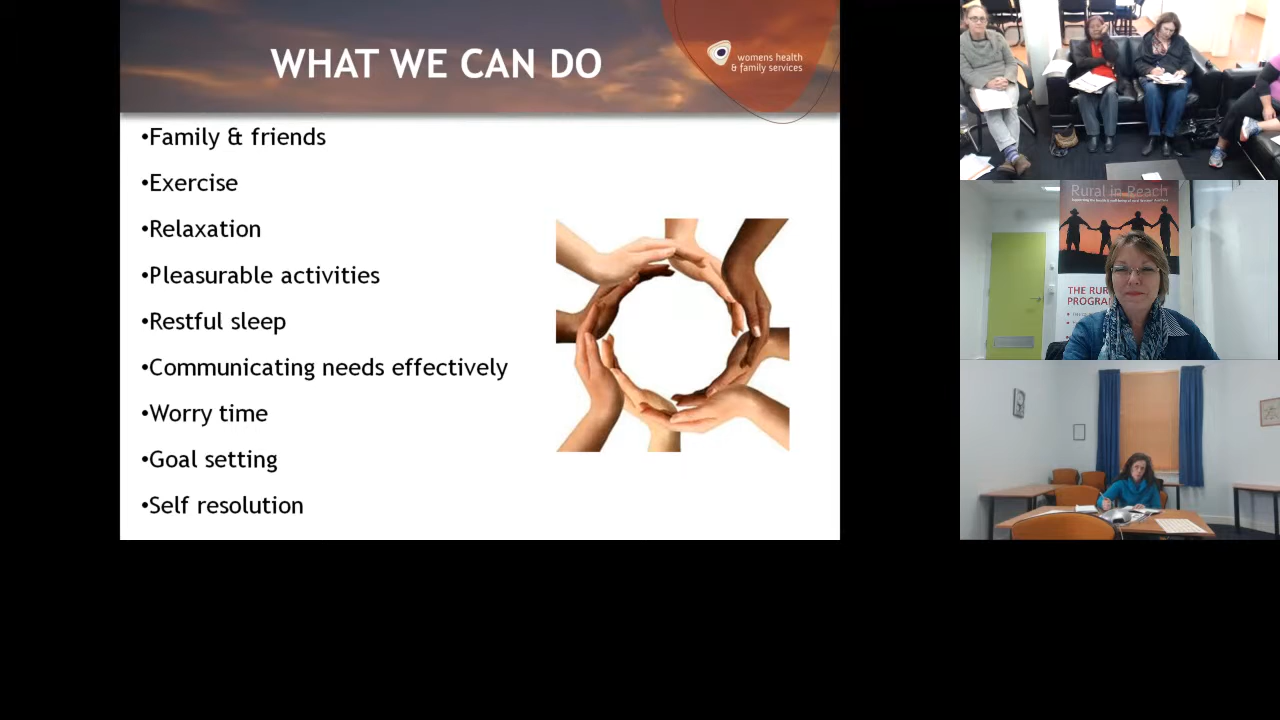 WHAT WE CAN DO
womens health
& family services
•Family & friends
•Exercise
•Relaxation
•Pleasurable activities
•Restful sleep
•Communicating needs effectively
•Worry time
•Goal setting
•Self resolution
Rural in Reach
THE RUR
PROGRA